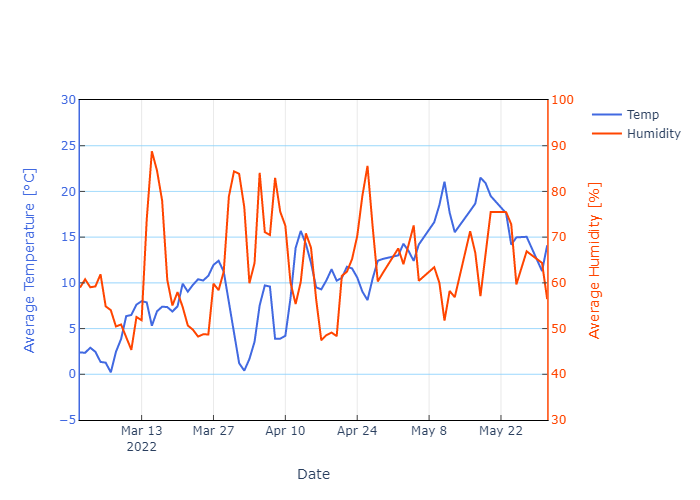 30
25
20
15
10
5
0
−5
Average Temperature [°C]
100
90
80
70
60
50
40
30
Average Humidity [%]
Temp
Humidity
Mar 13
2022
Mar 27
Apr 10
Apr 24
May 8
May 22
Date